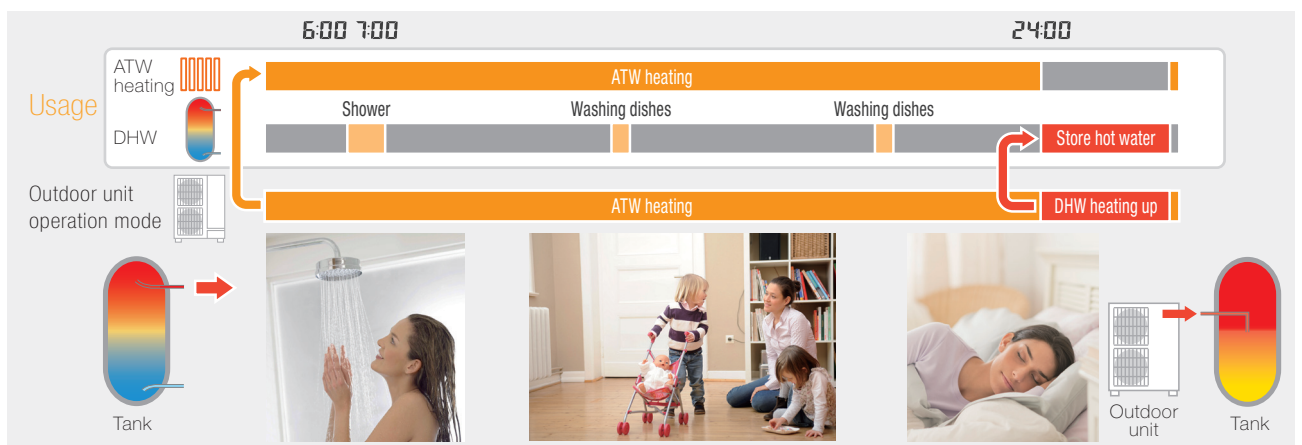 6:00 7:00
24:00
Usage
ATW
heating
ATW heating
Shower
Washing dishes
Washing dishes
DHW
Store hot water
Outdoor unit
operation mode
ATW heating
DHW heating up
Tank
Outdoor
unit
Tank